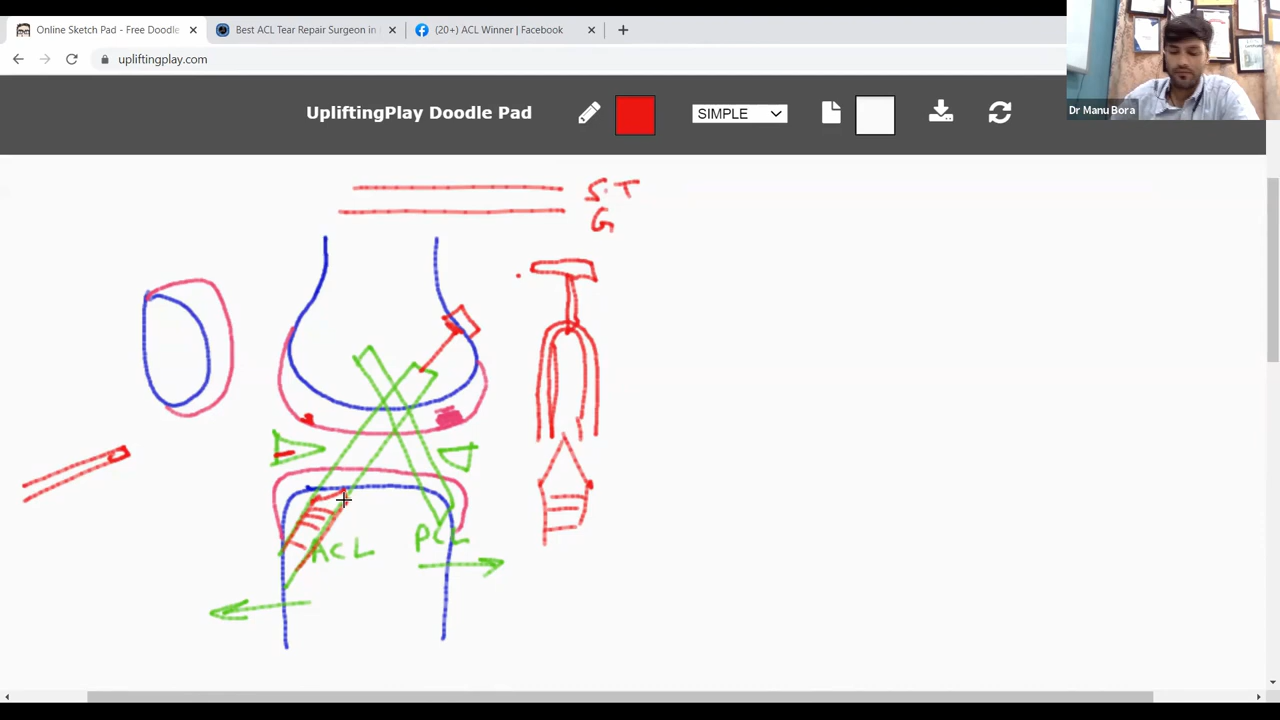 Online Sketch Pad - Free Doodle
Best ACL Tear Repair Surgeon in
(20+) ACL Winner | Facebook
upliftingplay.com
UpliftingPlay Doodle Pad
SIMPLE
Dr Manu Bora
S.T
G
ACL
PCL